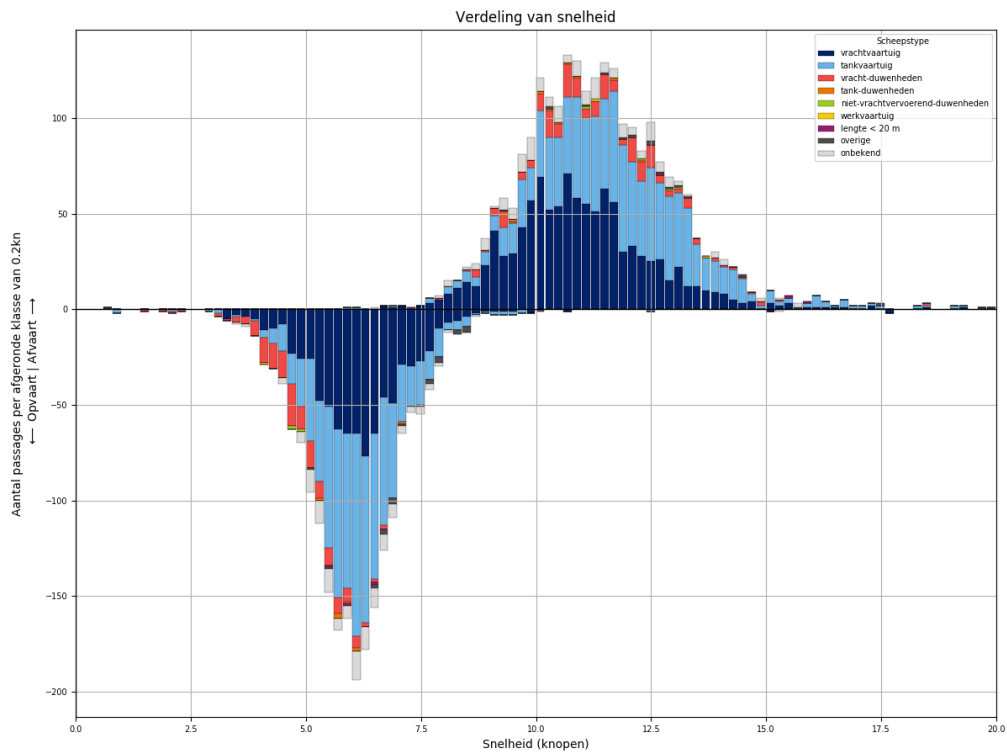 Verdeling van snelheid
Aantal passages per afgeronde klasse van 0.2kn
⟵ Opvaart | Afvaart ⟶
100
50
0
−50
−100
−150
−200
Scheepstype
vrachtvaartuig
tankvaartuig
vracht-duwenheden
tank-duwenheden
niet-vrachtvervoerend-duwenheden
werkvaartuig
lengte < 20 m
overige
onbekend
0.0 2.5 5.0 7.5 10.0 12.5 15.0 17.5 20.0
Snelheid (knopen)